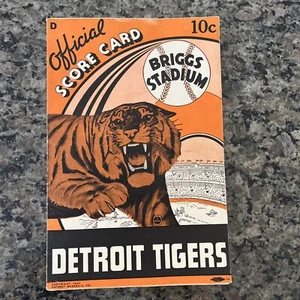 D
10c
Official
SCORE CARD
BRIGGS
STADIUM
DETROIT TIGERS